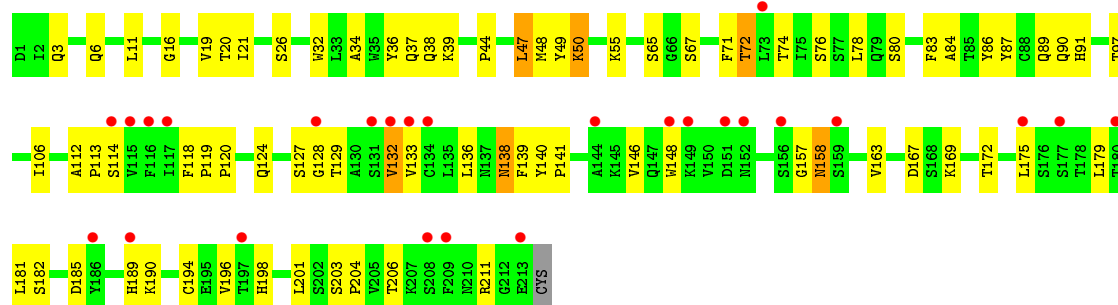 D1 I2 Q3 Q6 L11 G16 V19 T20 I21 S26 W32 L33 A34 W35 Y36 Q37 Q38 K39 P44 L47 M48 Y49 K50 K55 S65 G66 S67 F71 T72 L73 T74 I75 S76 S77 L78 Q79 S80 F83 A84 T85 Y86 Y87 C88 Q89 Q90 H91 T97
I106 A112 P113 S114 V115 F116 I117 F118 P119 P120 Q124 S127 G128 T129 A130 S131 V132 V133 C134 L135 L136 N137 N138 F139 Y140 P141 A144 K145 V146 Q147 W148 K149 V150 D151 N152 S156 G157 N158 S159 V163 D167 S168 K169 T172 L175 S176 S177 T178 L179 T180
L181 S182 D185 Y186 H189 K190 C194 E195 V196 T197 H198 L201 S202 S203 P204 V205 T206 K207 S208 F209 N210 R211 G212 E213 CYS